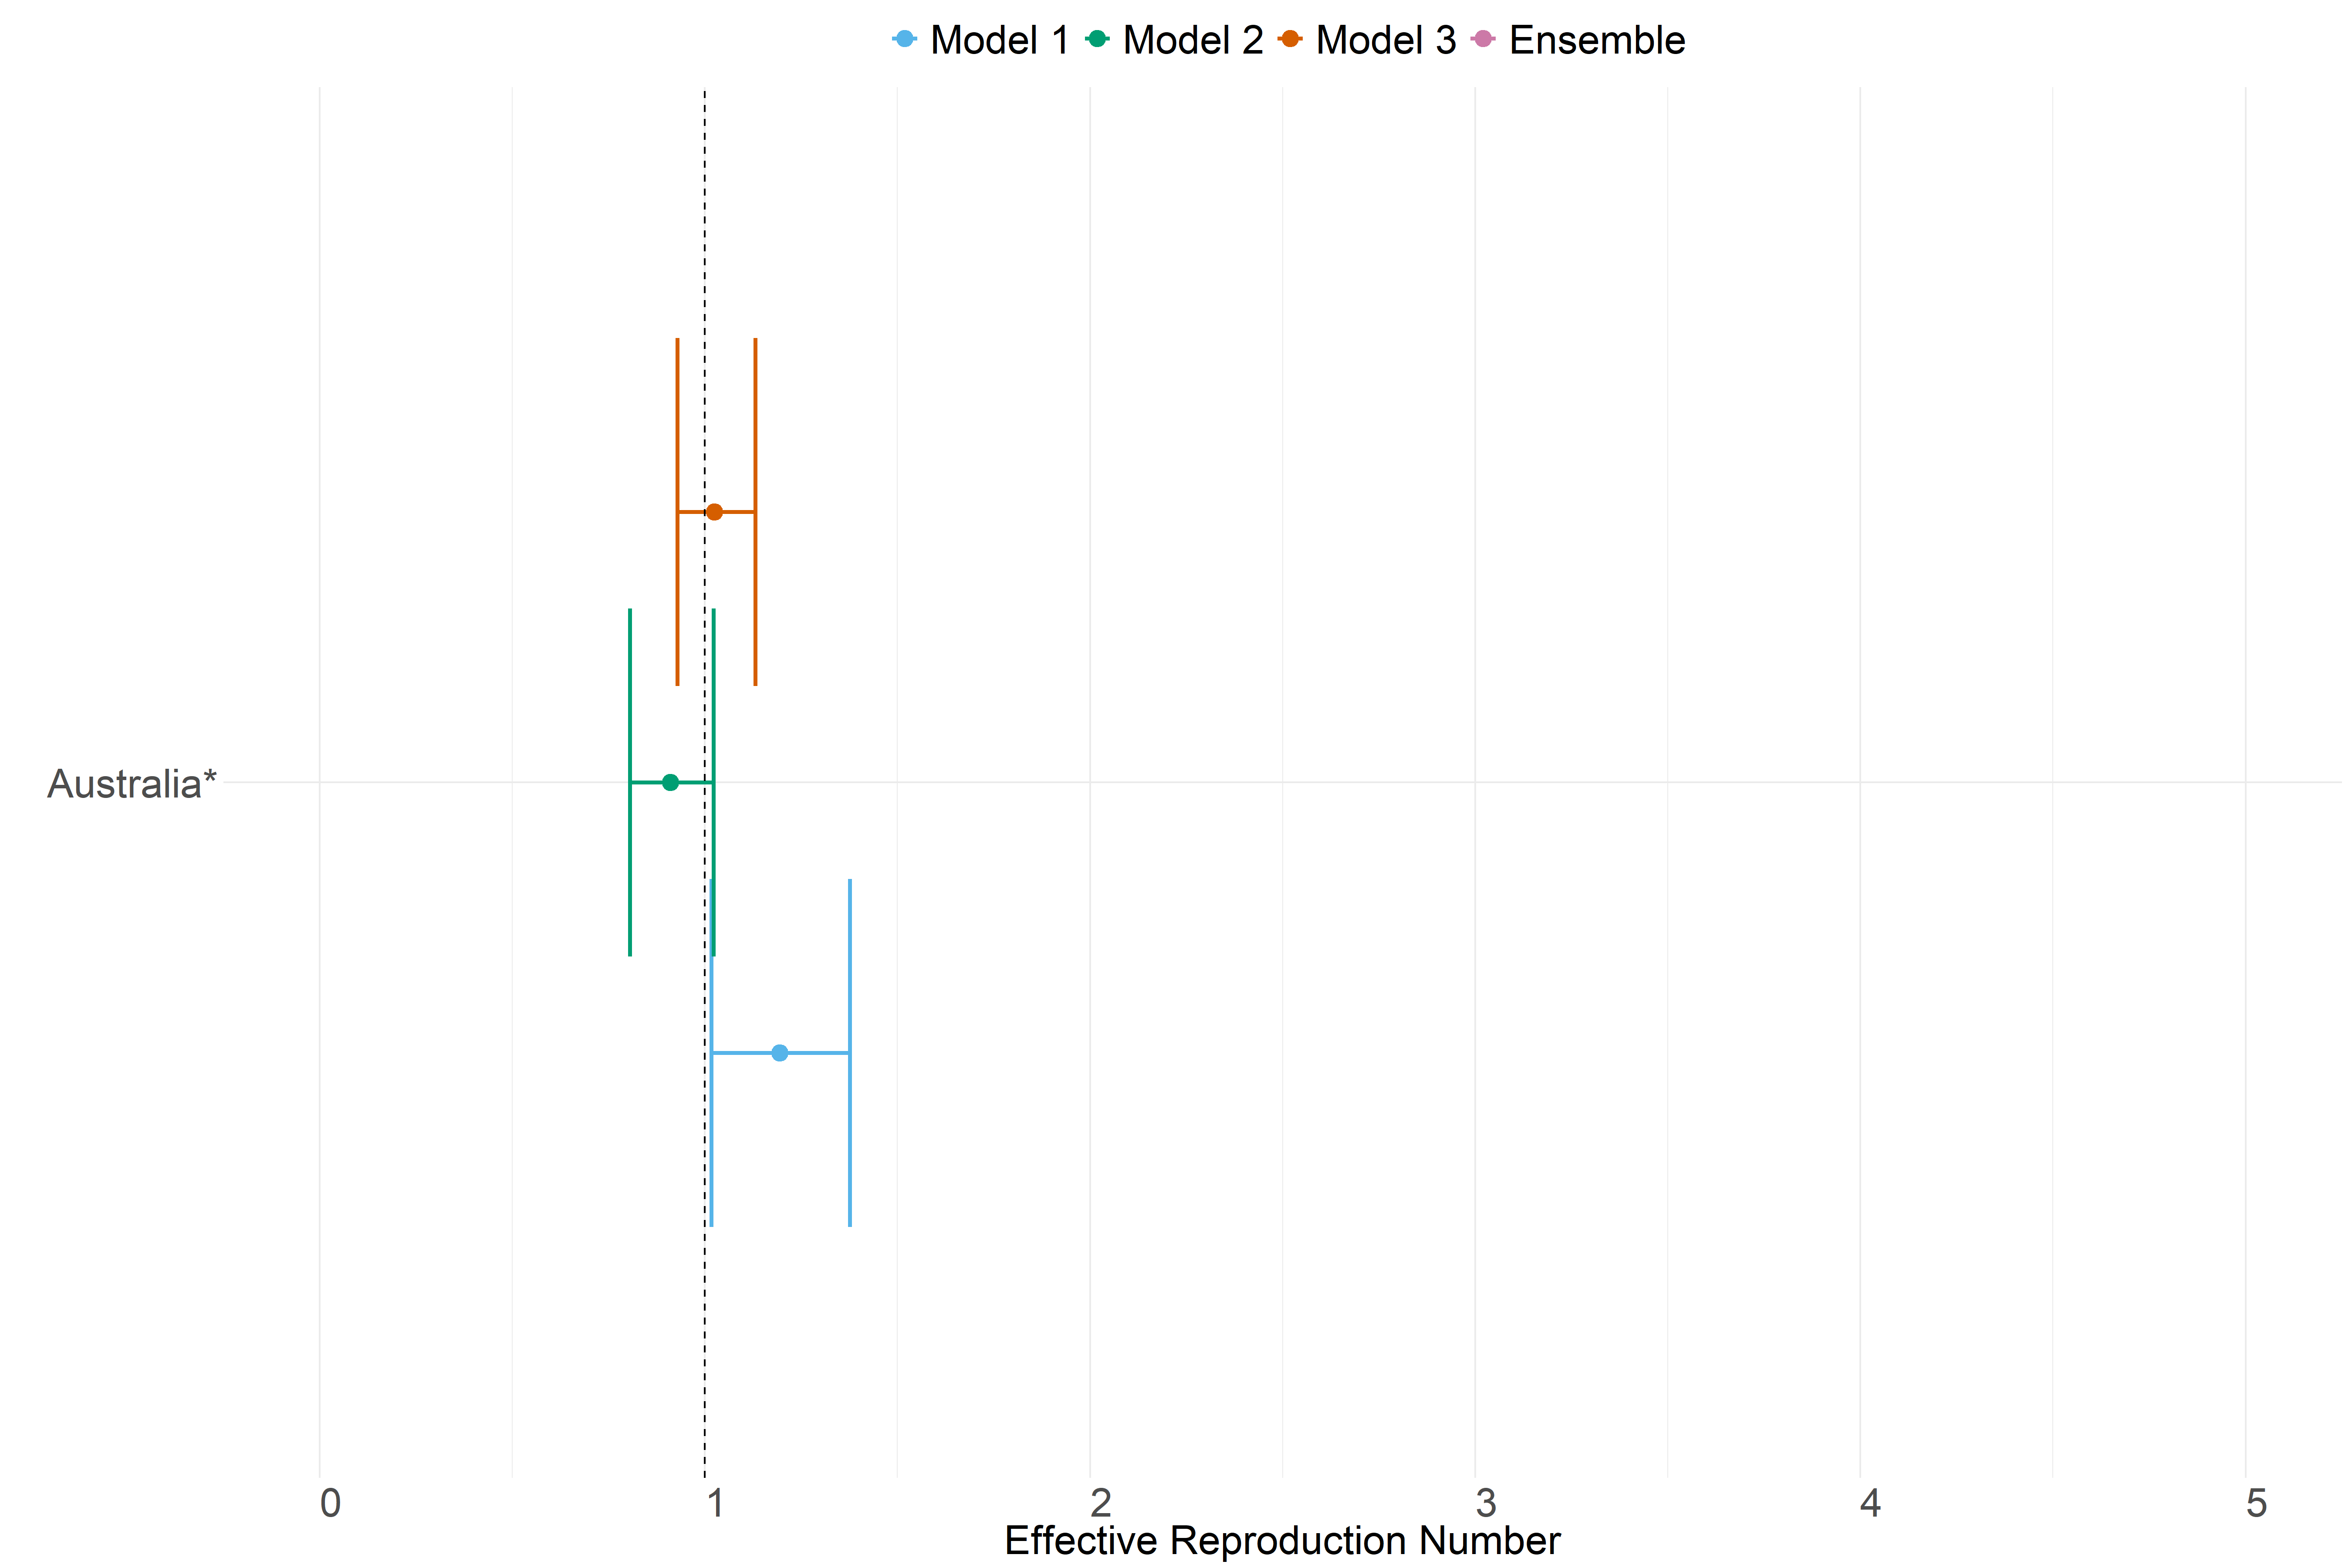 Model 1 Model 2 Model 3 Ensemble
Australia*
0 1 2 3 4 5
Effective Reproduction Number